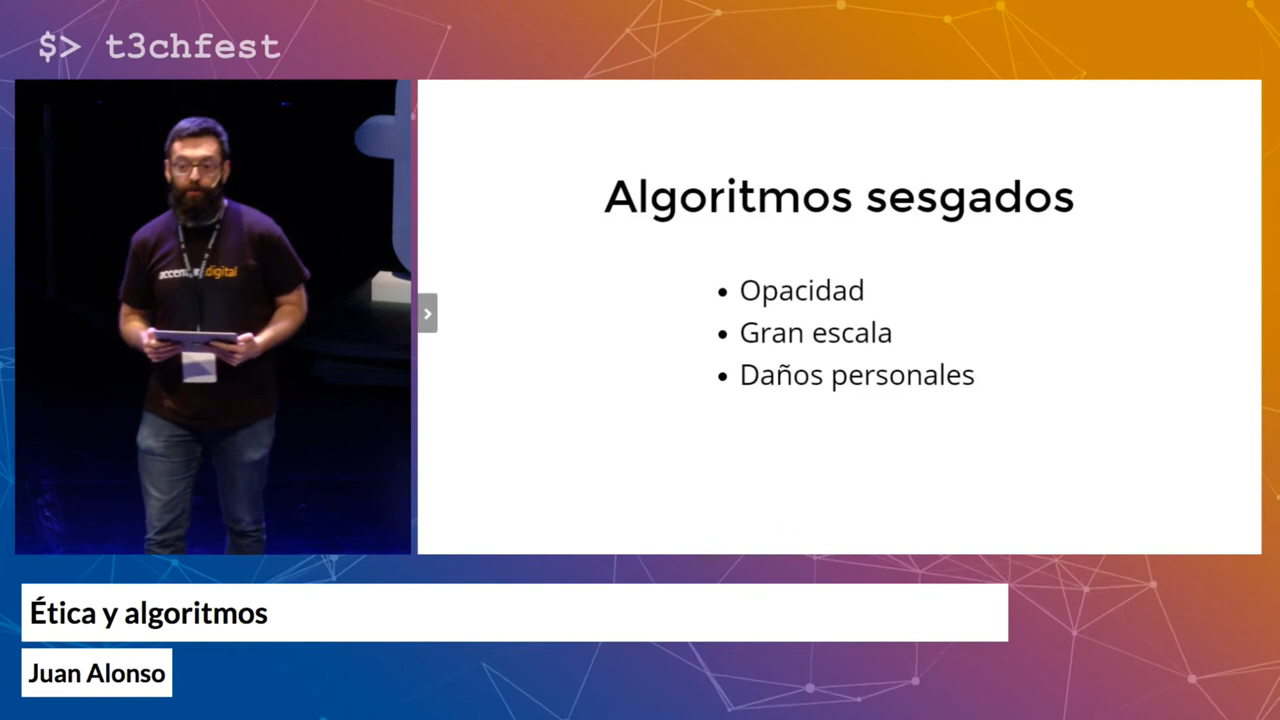 $> t3chfest
Algoritmos sesgados
• Opacidad
• Gran escala
• Daños personales
Ética y algoritmos
Juan Alonso